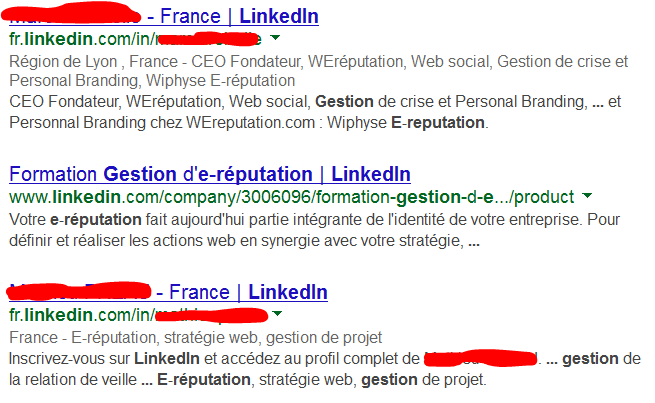 - France | LinkedIn
fr.linkedin.com/in/
Région de Lyon , France - CEO Fondateur, WEréputation, Web social, Gestion de crise et
Personal Branding, Wiphyse E-réputation
CEO Fondateur, WEréputation, Web social, Gestion de crise et Personal Branding, ... et
Personnal Branding chez WEreputation.com : Wiphyse E-reputation.
Formation Gestion d'e-réputation | LinkedIn
www.linkedin.com/company/3006096/formation-gestion-d-e.../product
Votre e-réputation fait aujourd'hui partie intégrante de l'identité de votre entreprise. Pour
définir et réaliser les actions web en synergie avec votre stratégie, ...
- France | LinkedIn
fr.linkedin.com/in/
France - E-réputation, stratégie web, gestion de projet
Inscrivez-vous sur LinkedIn et accédez au profil complet de . ... gestion de
la relation de veille ... E-réputation, stratégie web, gestion de projet.